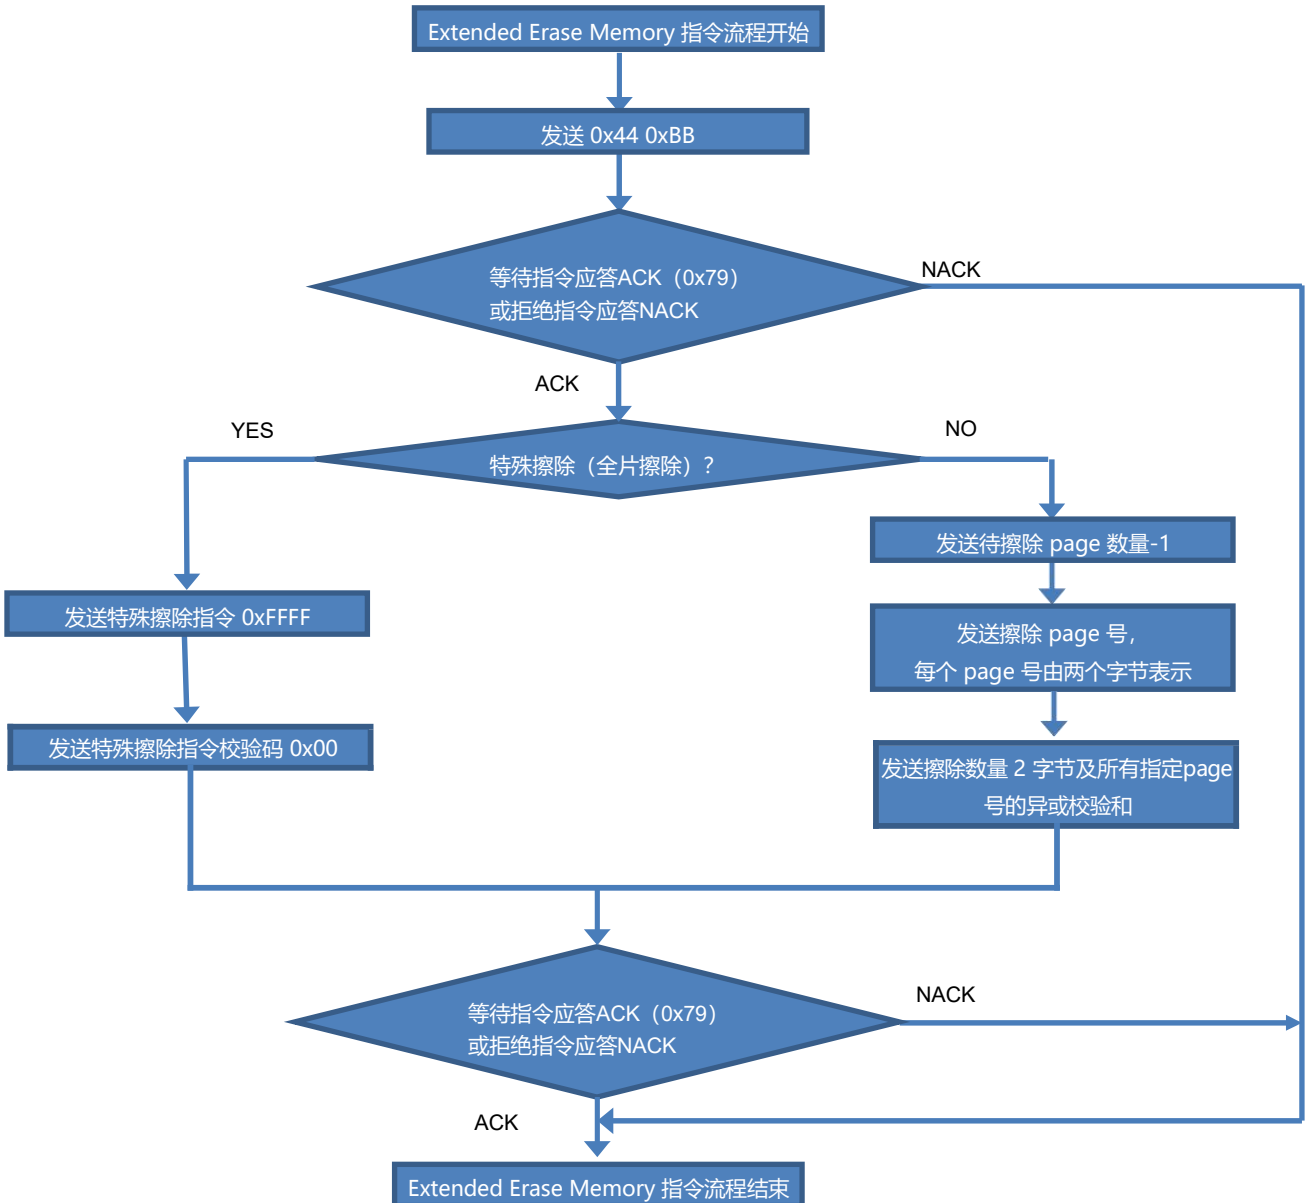 Extended Erase Memory 指令流程开始
发送 0x44 0xBB
等待指令应答ACK（0x79）
或拒绝指令应答NACK
NACK
ACK
YES
特殊擦除（全片擦除）？
NO
发送待擦除 page 数量-1
发送特殊擦除指令 0xFFFF
发送擦除 page 号，
每个 page 号由两个字节表示
发送特殊擦除指令校验码 0x00
发送擦除数量 2 字节及所有指定page
号的异或校验和
等待指令应答ACK（0x79）
或拒绝指令应答NACK
NACK
ACK
Extended Erase Memory 指令流程结束